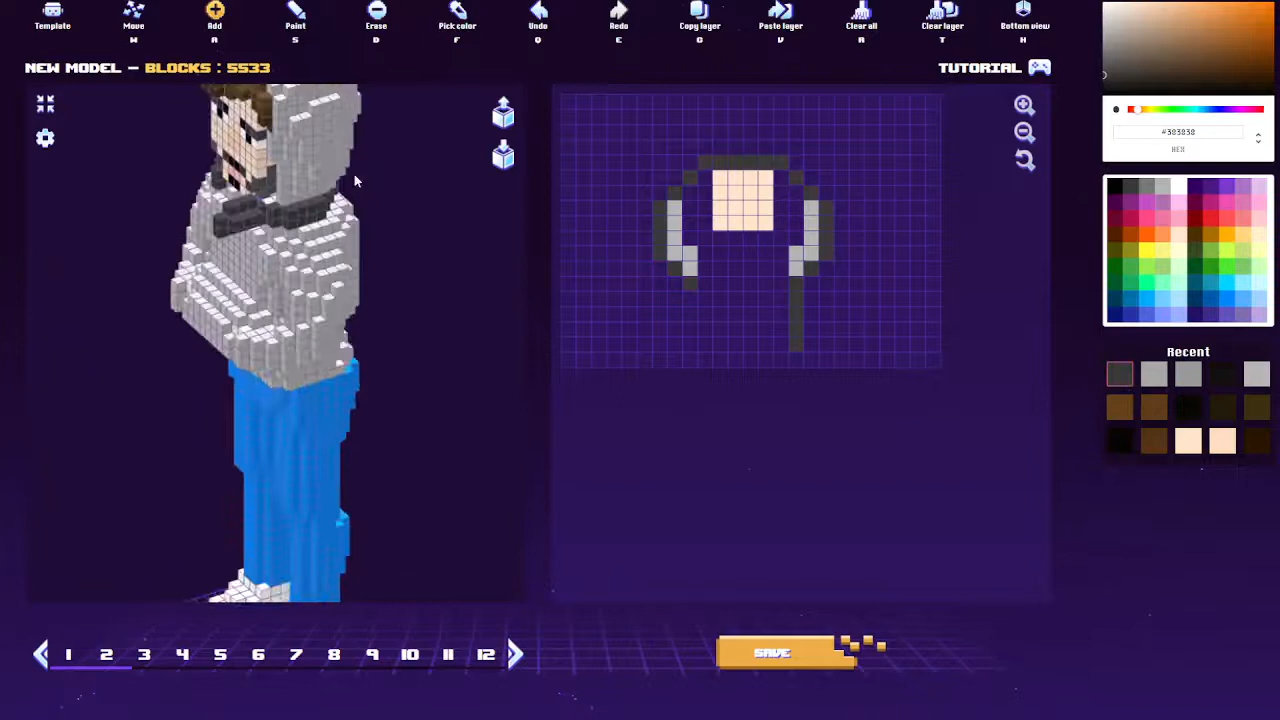 Template Move Add Paint Erase Pick color Undo Redo Copy layer Paste layer Clear all Clear layer Bottom view
M A S D F Q E C V R T H
NEW MODEL – BLOCKS : 5533
TUTORIAL
#383838
HEX
Recent
1 2 3 4 5 6 7 8 9 10 11 12
SAVE